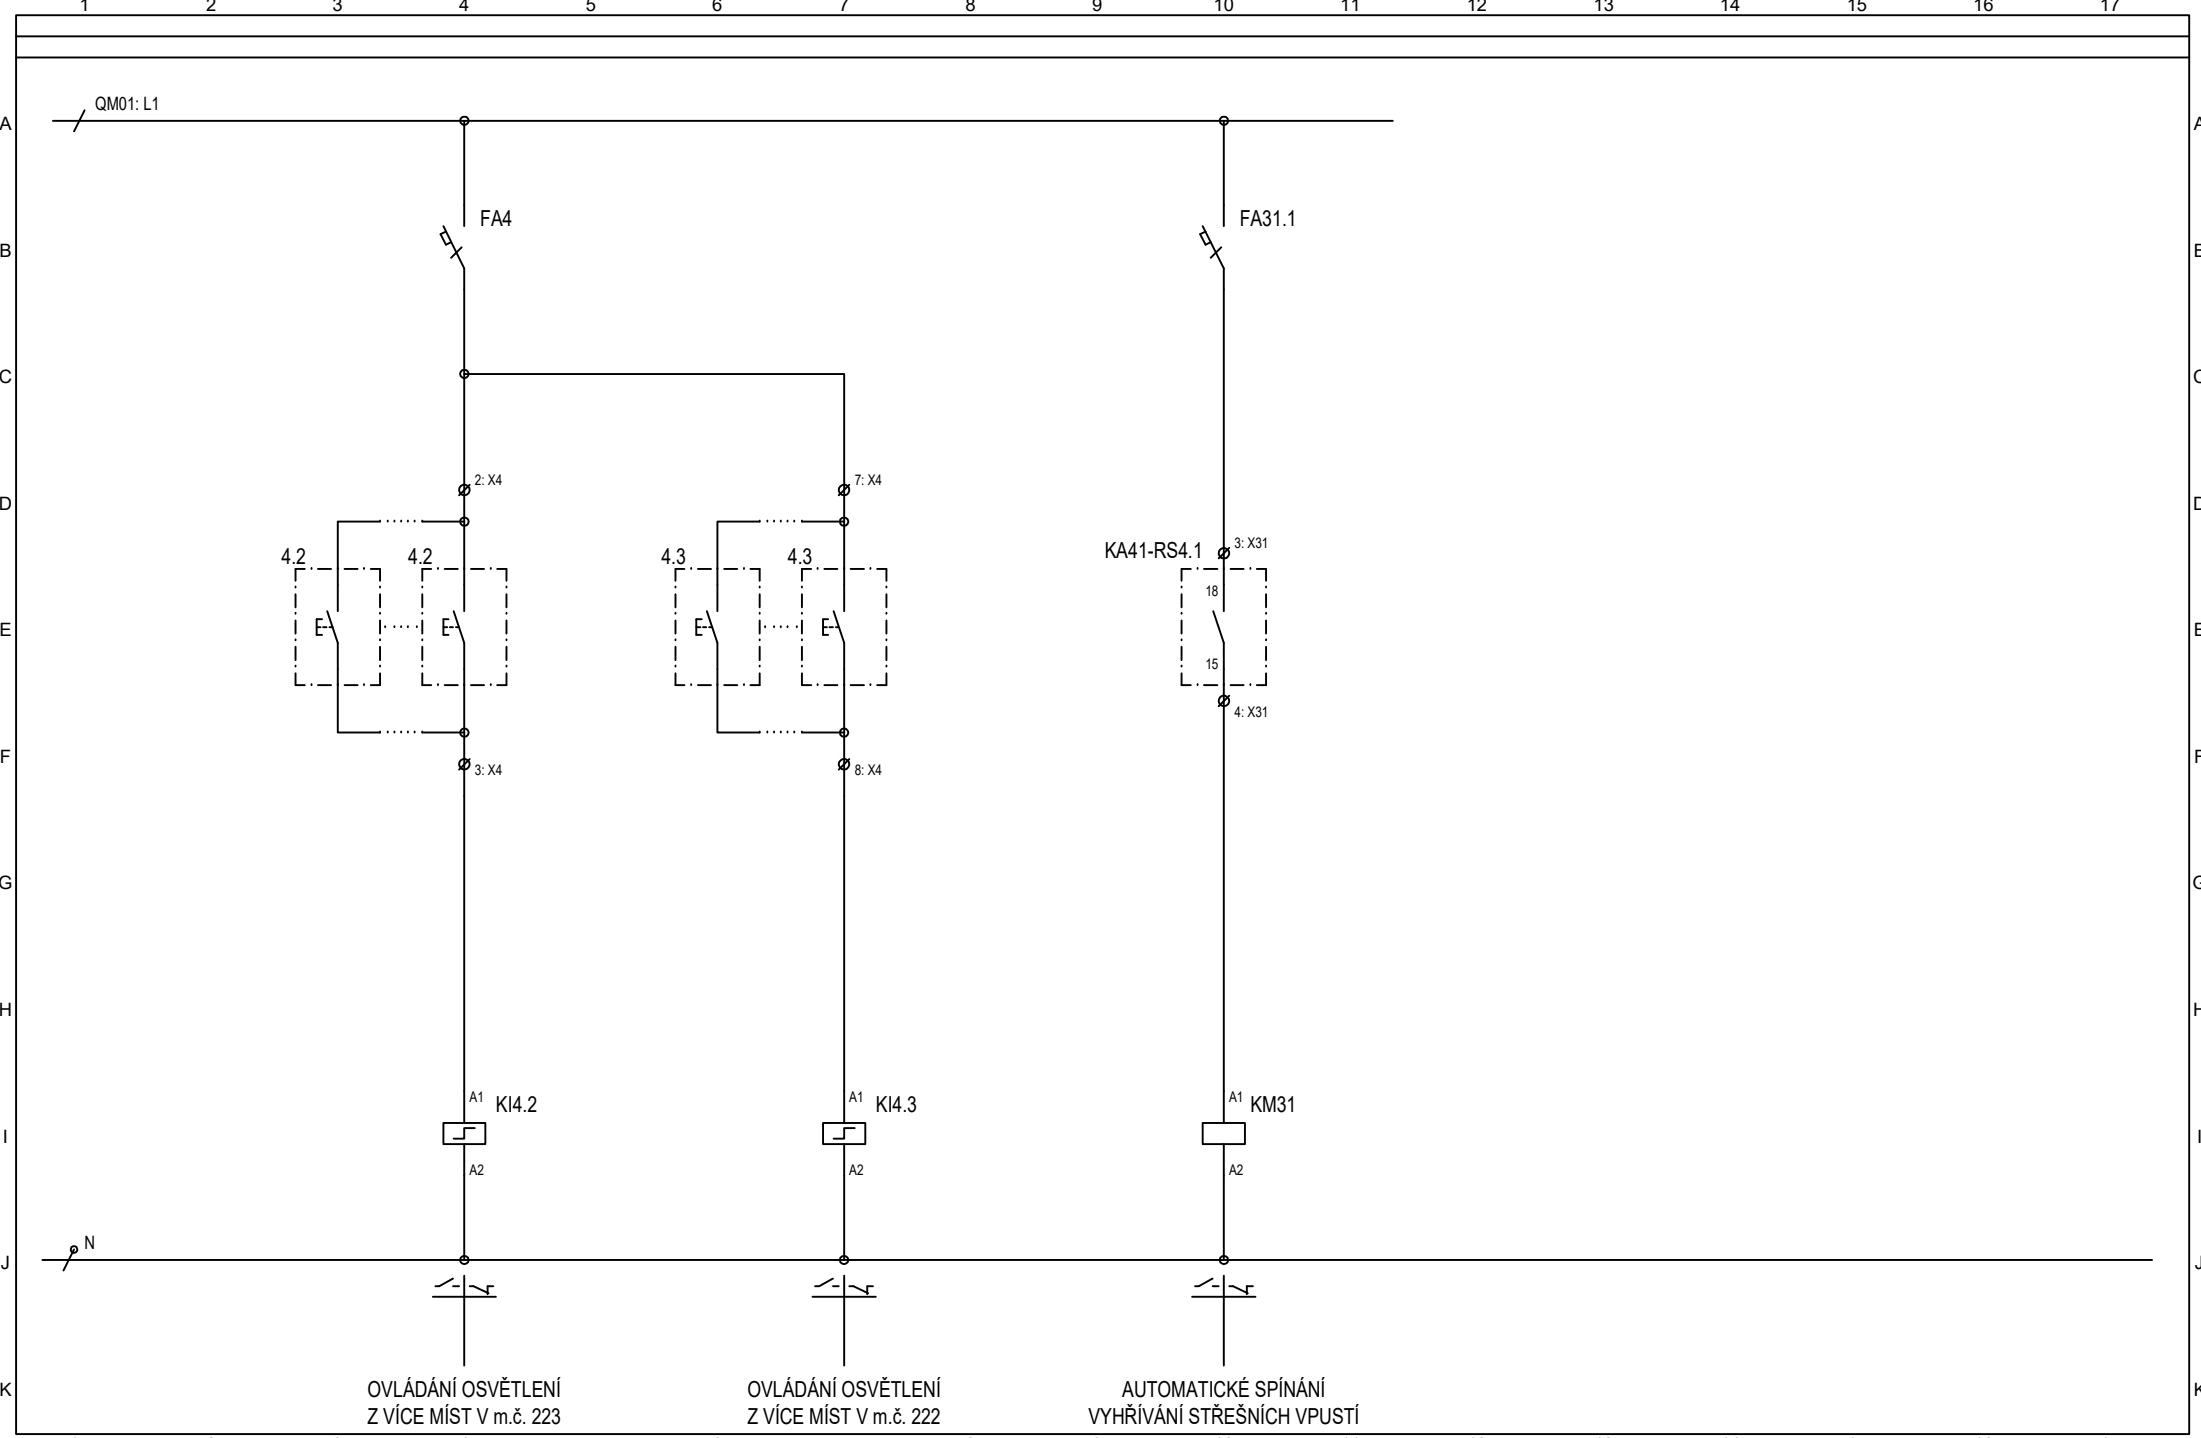 1 2 3 4 5 6 7 8 9 10 11 12 13 14 15 16 17
QM01: L1
A A
FA4 FA31.1
B B
C C
2: X4 7: X4
D D
3: X31
4.2 4.2 4.3 4.3 KA41-RS4.1
18
E E
15
4: X31
F F
3: X4 8: X4
G G
H H
A1 KI4.2 A1 KI4.3 A1 KM31
I I
A2 A2 A2
N
J J
K K
OVLÁDÁNÍ OSVĚTLENÍ
Z VÍCE MÍST V m.č. 223
OVLÁDÁNÍ OSVĚTLENÍ
Z VÍCE MÍST V m.č. 222
AUTOMATICKÉ SPÍNÁNÍ
VYHŘÍVÁNÍ STŘEŠNÍCH VPUSTÍ